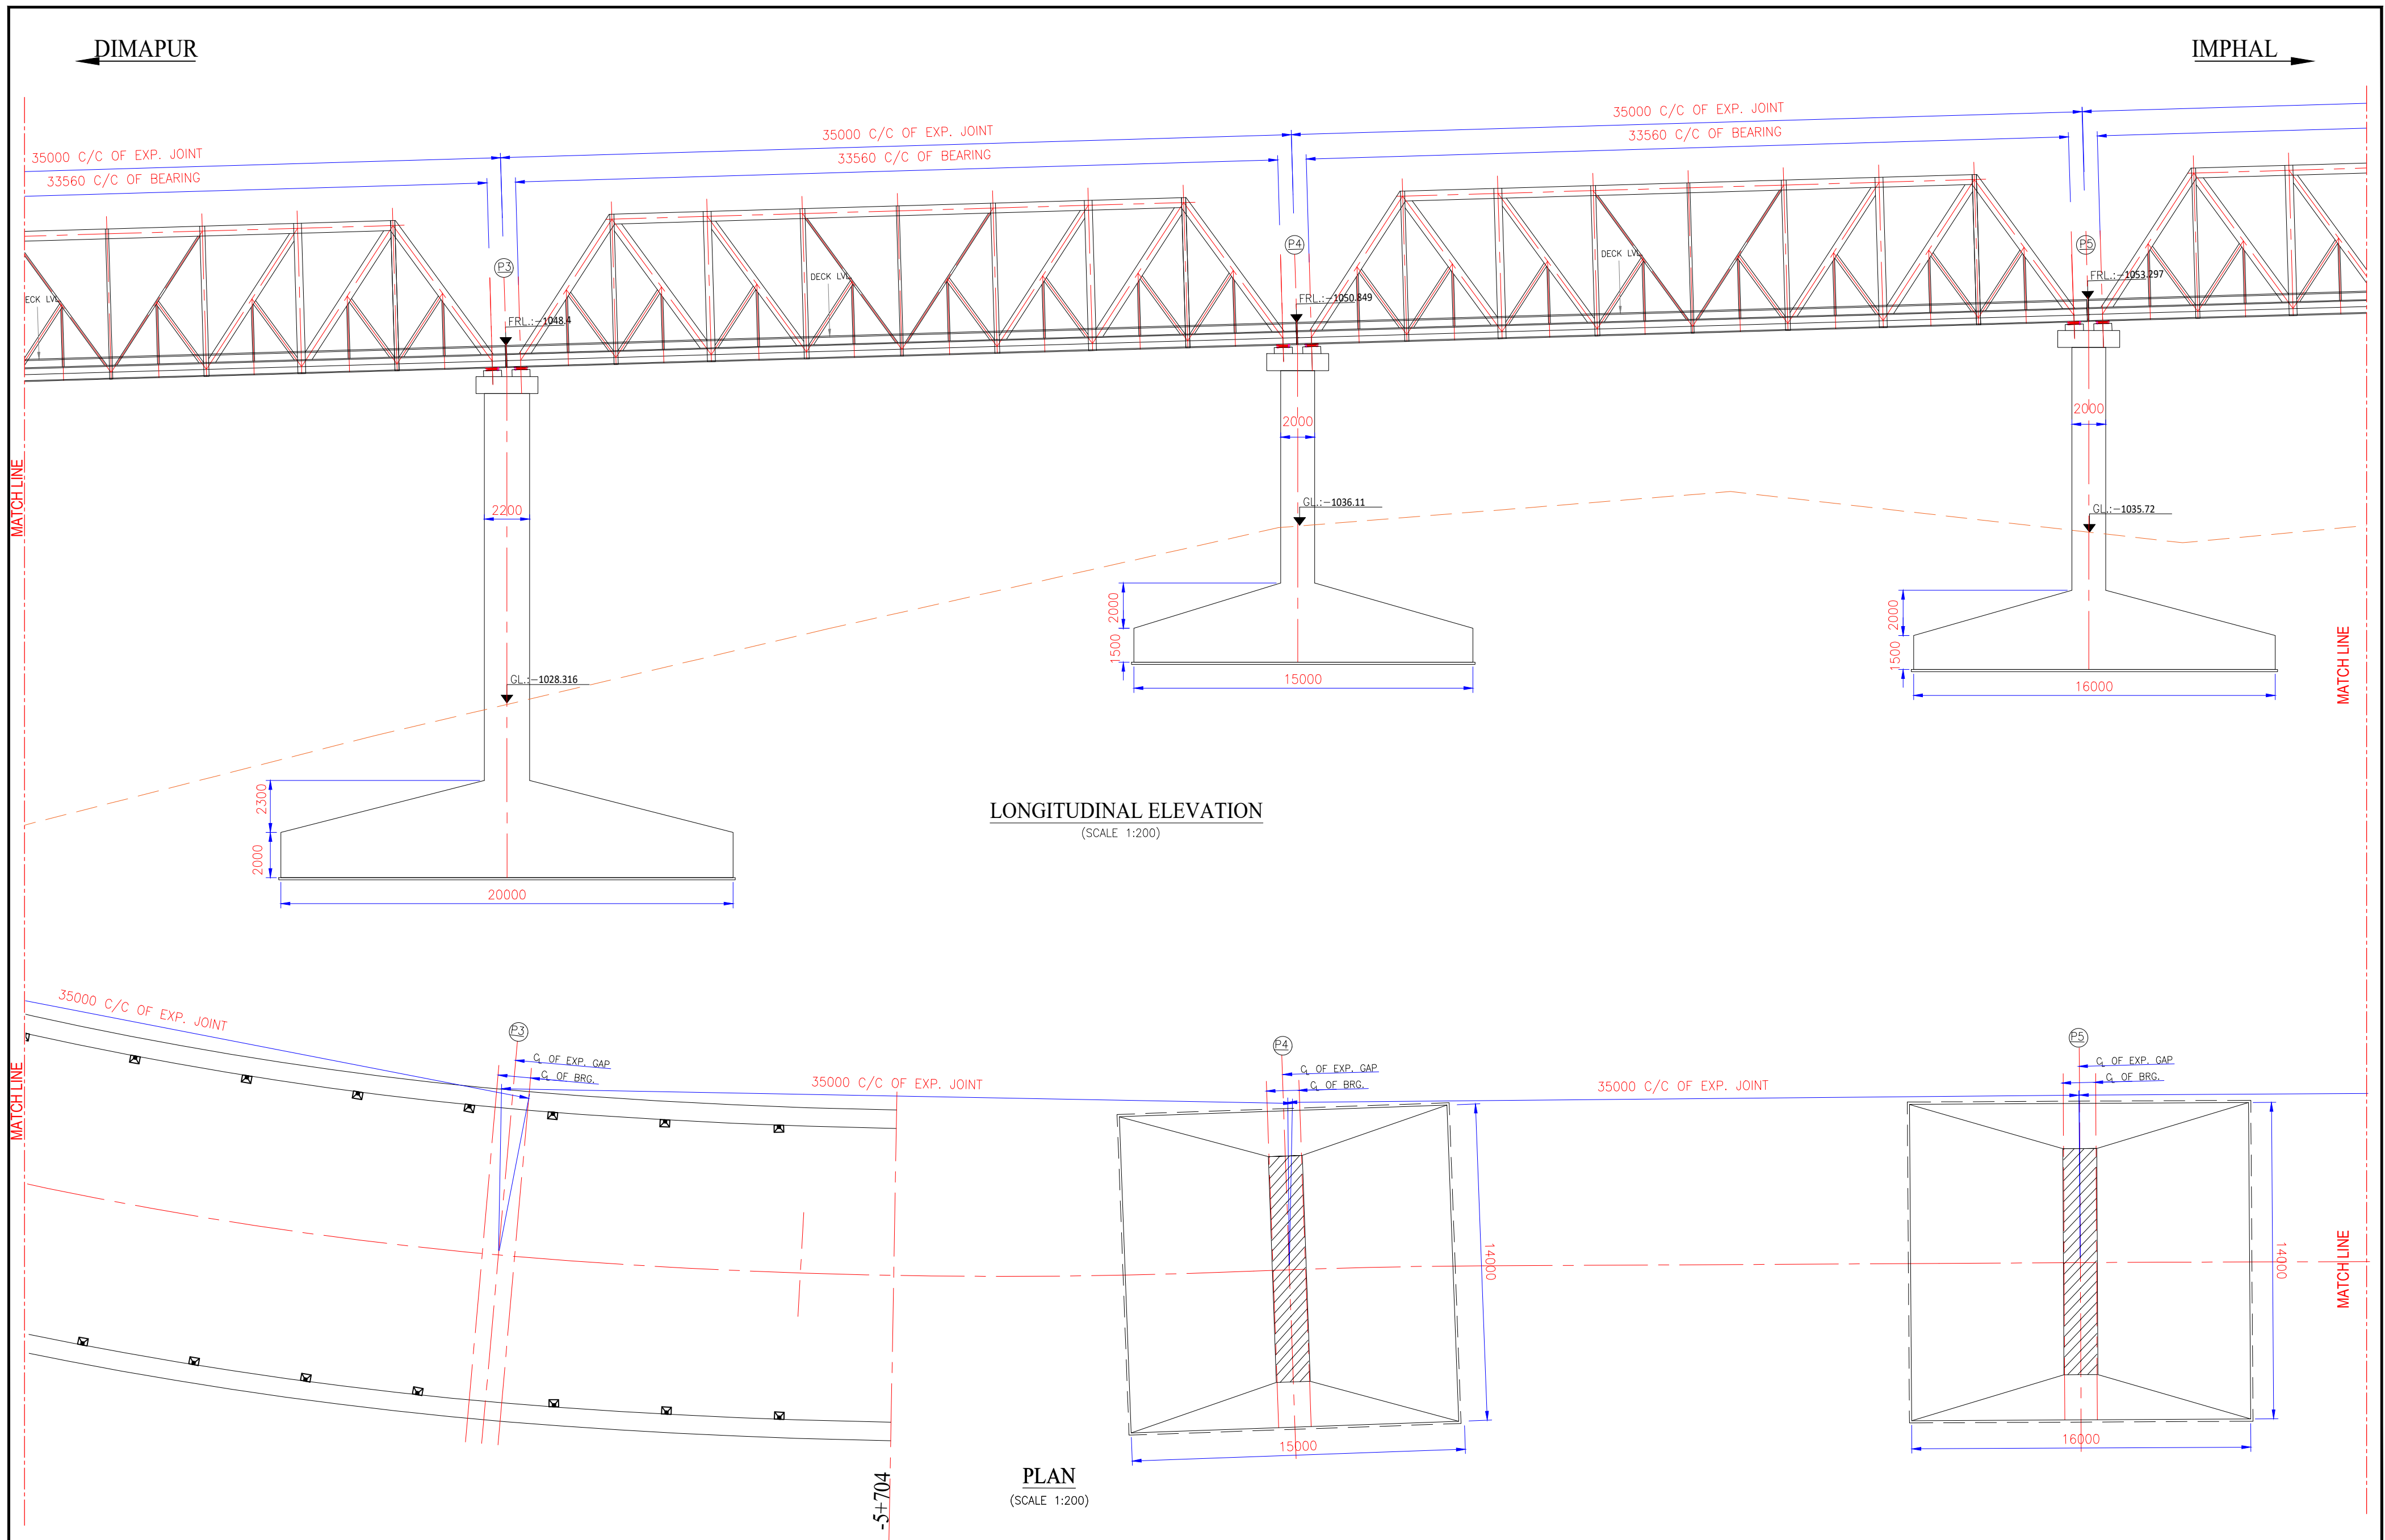 DIMAPUR
IMPHAL
35000 C/C OF EXP. JOINT
35000 C/C OF EXP. JOINT
35000 C/C OF EXP. JOINT
33560 C/C OF BEARING
33560 C/C OF BEARING
33560 C/C OF BEARING
P3
P4
P5
ECK LVL
DECK LVL
DECK LVL
FRL.:-1048.4
FRL.:-1050.849
FRL.:-1053.297
MATCH LINE
2200
2000
2000
GL.:-1028.316
GL.:-1036.11
GL.:-1035.72
2300
2000
20000
2000
1500
15000
2000
1500
16000
MATCH LINE
LONGITUDINAL ELEVATION
(SCALE 1:200)
35000 C/C OF EXP. JOINT
P3
℄ OF EXP. GAP
℄ OF BRG.
35000 C/C OF EXP. JOINT
P4
℄ OF EXP. GAP
℄ OF BRG.
35000 C/C OF EXP. JOINT
P5
℄ OF EXP. GAP
℄ OF BRG.
MATCH LINE
14000
14000
MATCH LINE
15000
16000
-5+704
PLAN
(SCALE 1:200)